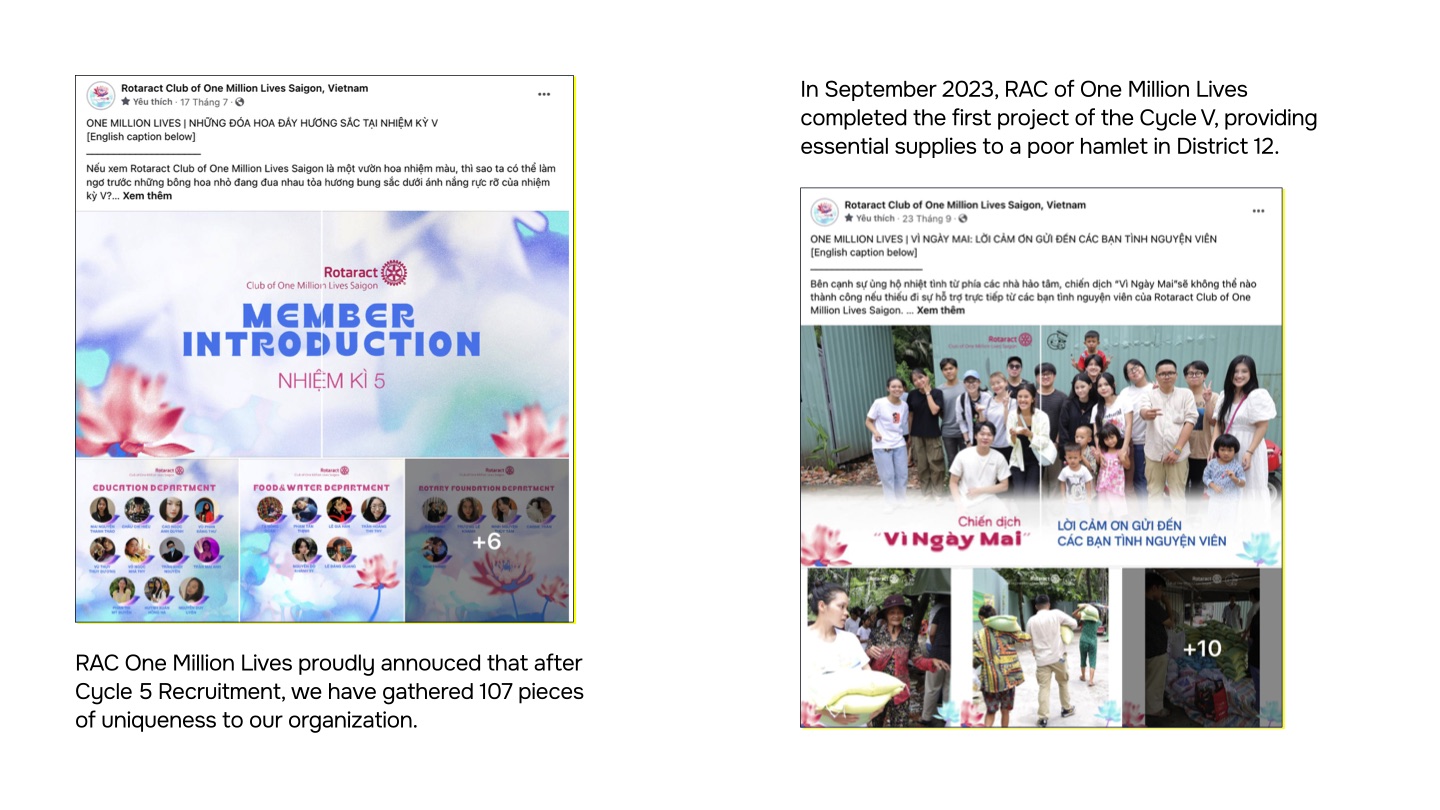 Rotaract Club of One Million Lives Saigon, Vietnam
Yêu thích · 17 Tháng 7 ·
ONE MILLION LIVES | NHỮNG ĐÓA HOA ĐẦY HƯƠNG SẮC TẠI NHIỆM KỲ V
[English caption below]
Nếu xem Rotaract Club of One Million Lives Saigon là một vườn hoa nhiệm màu, thì sao ta có thể làm
ngơ trước những bông hoa nhỏ đang đua nhau tỏa hương bung sắc dưới ánh nắng rực rỡ của nhiệm
kỳ V?... Xem thêm
Rotaract
Club of One Million Lives Saigon
MEMBER
INTRODUCTION
NHIỆM KÌ 5
Rotaract
EDUCATION DEPARTMENT
Rotaract
FOOD & WATER DEPARTMENT
Rotaract
ROTARY FOUNDATION DEPARTMENT
+6
RAC One Million Lives proudly annouced that after
Cycle 5 Recruitment, we have gathered 107 pieces
of uniqueness to our organization.
In September 2023, RAC of One Million Lives
completed the first project of the Cycle V, providing
essential supplies to a poor hamlet in District 12.
Rotaract Club of One Million Lives Saigon, Vietnam
Yêu thích · 23 Tháng 9 ·
ONE MILLION LIVES | VÌ NGÀY MAI: LỜI CẢM ƠN GỬI ĐẾN CÁC BẠN TÌNH NGUYỆN VIÊN
[English caption below]
Bên cạnh sự ủng hộ nhiệt tình từ phía các nhà hảo tâm, chiến dịch "Vì Ngày Mai"sẽ không thể nào
thành công nếu thiếu đi sự hỗ trợ trực tiếp từ các bạn tình nguyện viên của Rotaract Club of One
Million Lives Saigon. ... Xem thêm
Rotaract
Club of One Million Lives Saigon
Chiến dịch
"Vì Ngày Mai"
LỜI CẢM ƠN GỬI ĐẾN
CÁC BẠN TÌNH NGUYỆN VIÊN
Rotaract
Rotaract
+10